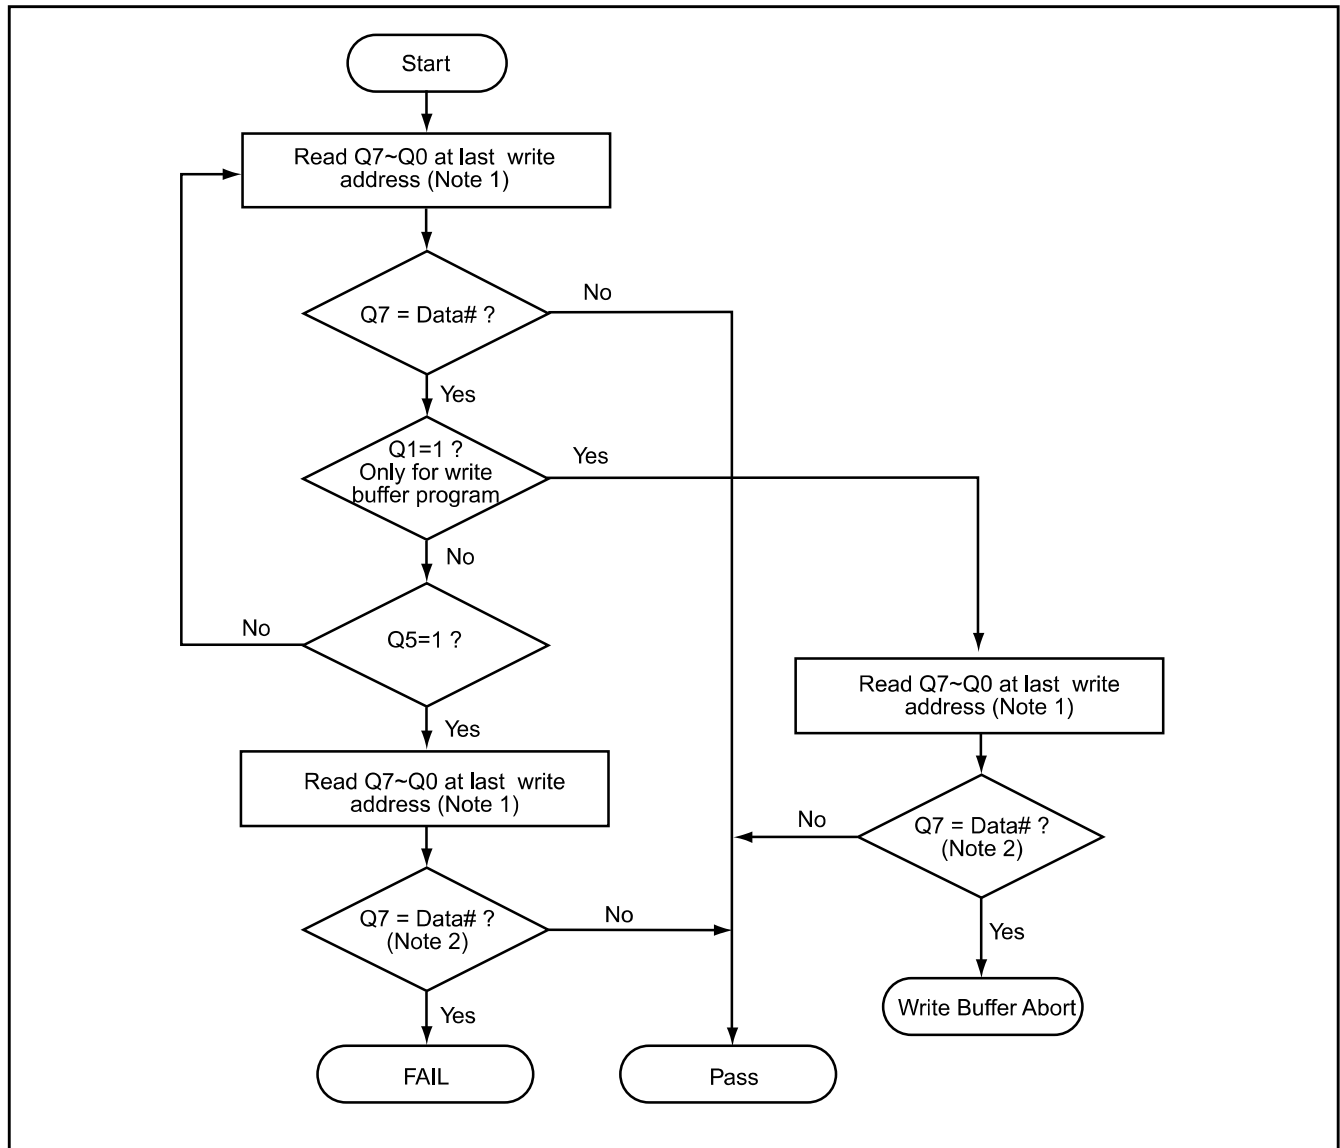 Start
Read Q7~Q0 at last write
address (Note 1)
Q7 = Data# ?
No
Yes
Q1=1 ?
Only for write
buffer program
Yes
No
Q5=1 ?
No
Yes
Read Q7~Q0 at last write
address (Note 1)
Read Q7~Q0 at last write
address (Note 1)
Q7 = Data# ?
(Note 2)
No
Yes
Q7 = Data# ?
(Note 2)
No
Yes
Write Buffer Abort
FAIL
Pass